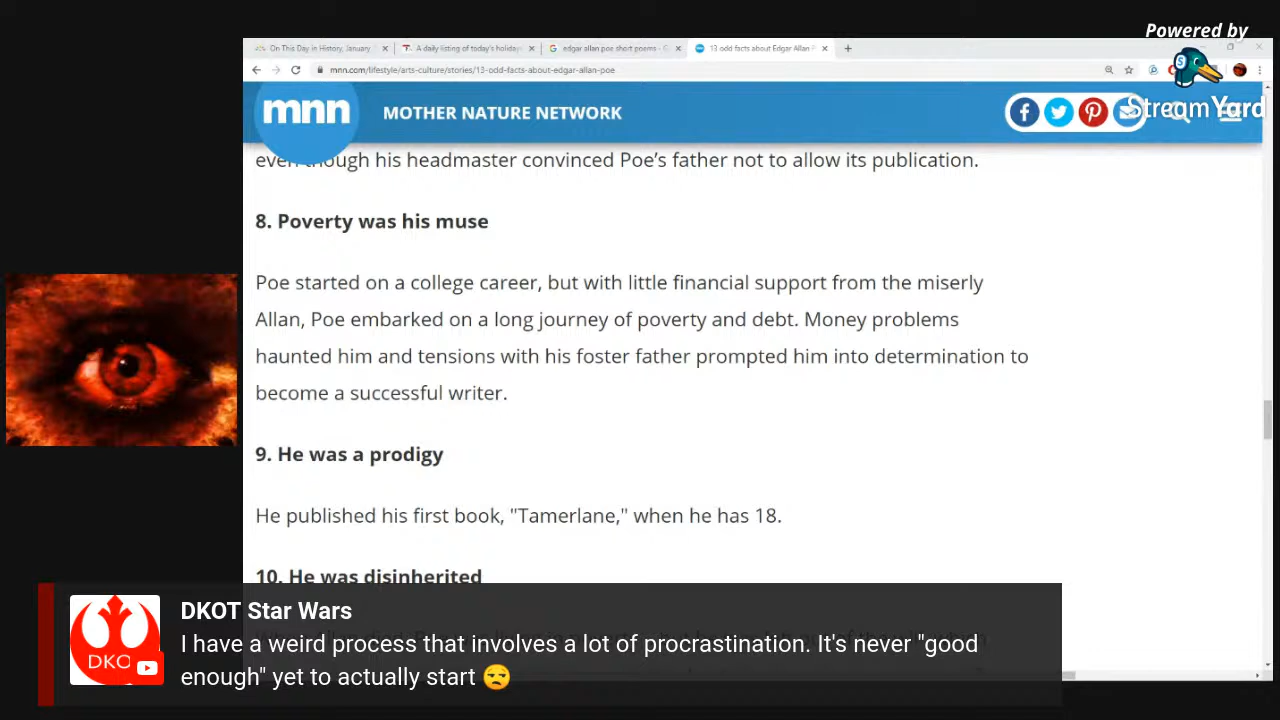 Powered by
StreamYard
On This Day in History, January
A daily listing of today's holidays
edgar allan poe short poems - G
13 odd facts about Edgar Allan P
mnn.com/lifestyle/arts-culture/stories/13-odd-facts-about-edgar-allan-poe
mnn
MOTHER NATURE NETWORK
even though his headmaster convinced Poe's father not to allow its publication.
8. Poverty was his muse
Poe started on a college career, but with little financial support from the miserly
Allan, Poe embarked on a long journey of poverty and debt. Money problems
haunted him and tensions with his foster father prompted him into determination to
become a successful writer.
9. He was a prodigy
He published his first book, "Tamerlane," when he has 18.
10. He was disinherited
DKOT Star Wars
DKO
I have a weird process that involves a lot of procrastination. It's never "good
enough" yet to actually start 😒